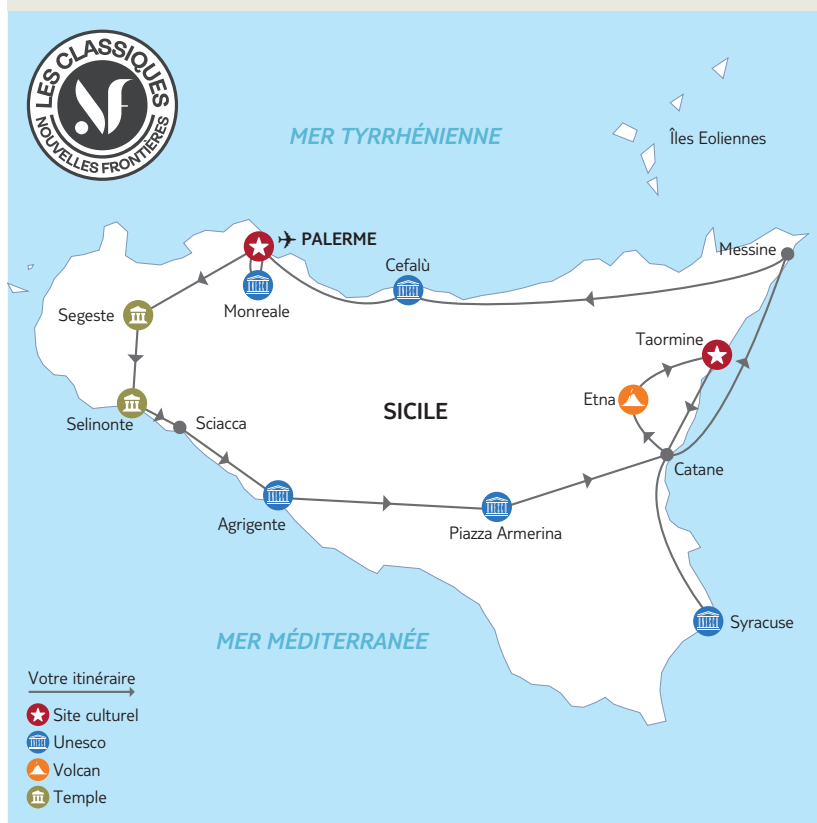 LES CLASSIQUES
NF
NOUVELLES FRONTIÈRES
MER TYRRHÉNIENNE
Îles Eoliennes
PALERME
Messine
Cefalù
Monreale
Segeste
Taormine
Etna
SICILE
Selinonte
Sciacca
Catane
Agrigente
Piazza Armerina
Syracuse
MER MÉDITERRANÉE
Votre itinéraire
Site culturel
Unesco
Volcan
Temple